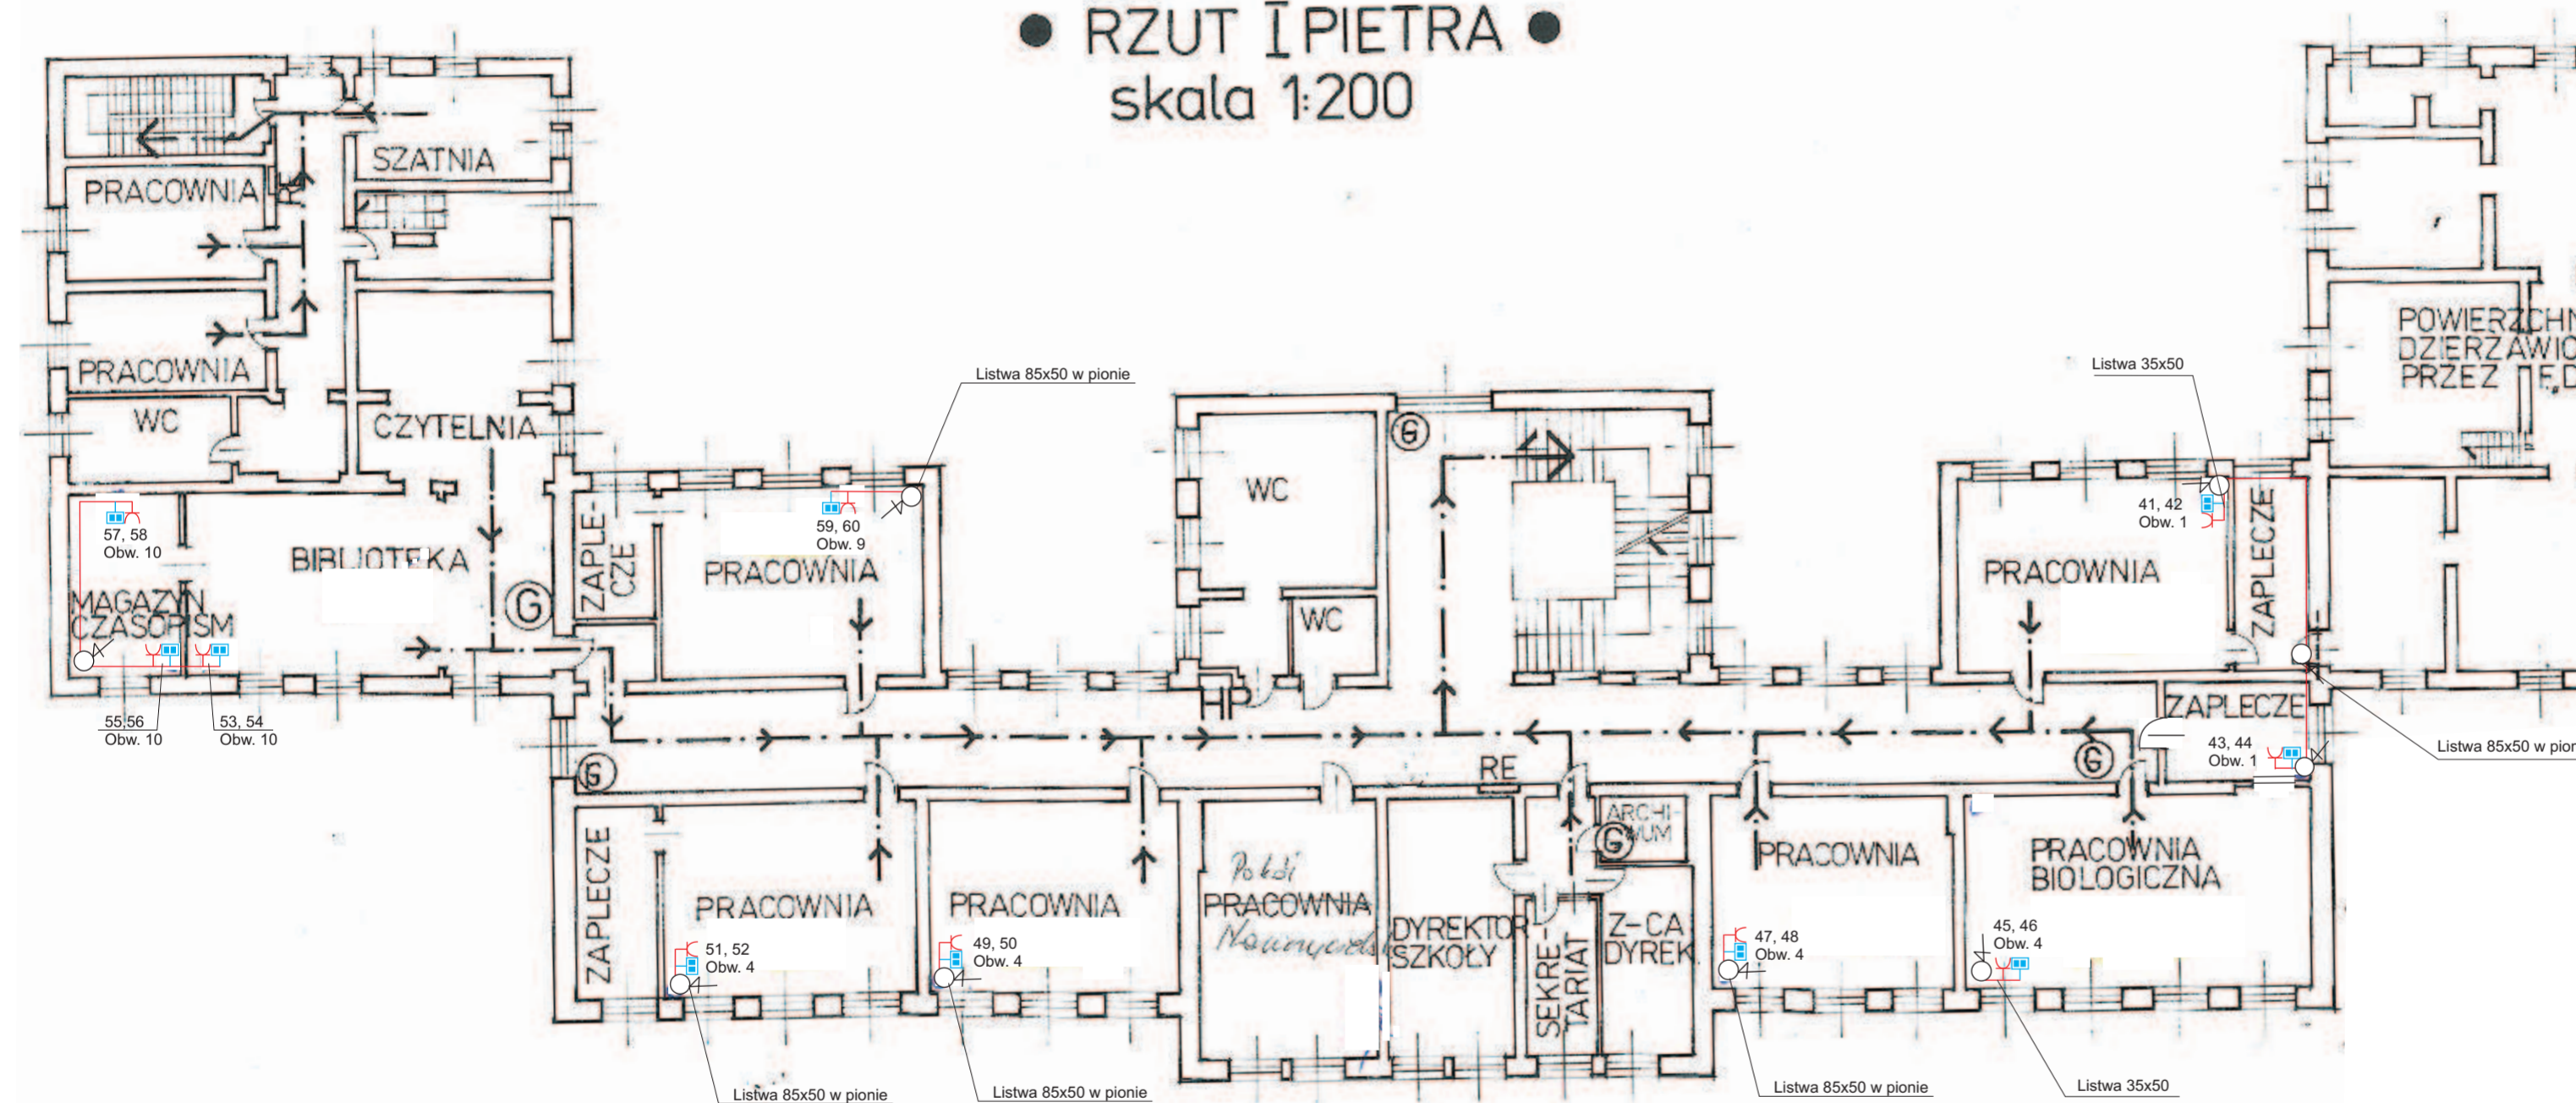 • RZUT I PIETRA •
skala 1:200
SZATNIA
PRACOWNIA
PRACOWNIA
WC
CZYTELNIA
Listwa 85x50 w pionie
Listwa 35x50
POWIERZCHN
DZIERŻAWIO
PRZEZ
WC
WC
G
57, 58
Obw. 10
BIBLIOTEKA
MAGAZYN
CZASOPISM
G
ZAPLE-
CZE
59, 60
Obw. 9
PRACOWNIA
41, 42
Obw. 1
PRACOWNIA
ZAPLECZE
55,56
Obw. 10
53, 54
Obw. 10
ZAPLECZE
43, 44
Obw. 1
Listwa 85x50 w pion
G
H
RE
G
ZAPLECZE
PRACOWNIA
51, 52
Obw. 4
PRACOWNIA
49, 50
Obw. 4
Pokój
PRACOWNIA
DYREKTOR
SZKOŁY
SEKRE-
TARIAT
ARCHI-
WUM
G
Z-CA
DYREK.
PRACOWNIA
47, 48
Obw. 4
PRACOWNIA
BIOLOGICZNA
45, 46
Obw. 4
Listwa 85x50 w pionie
Listwa 85x50 w pionie
Listwa 85x50 w pionie
Listwa 35x50